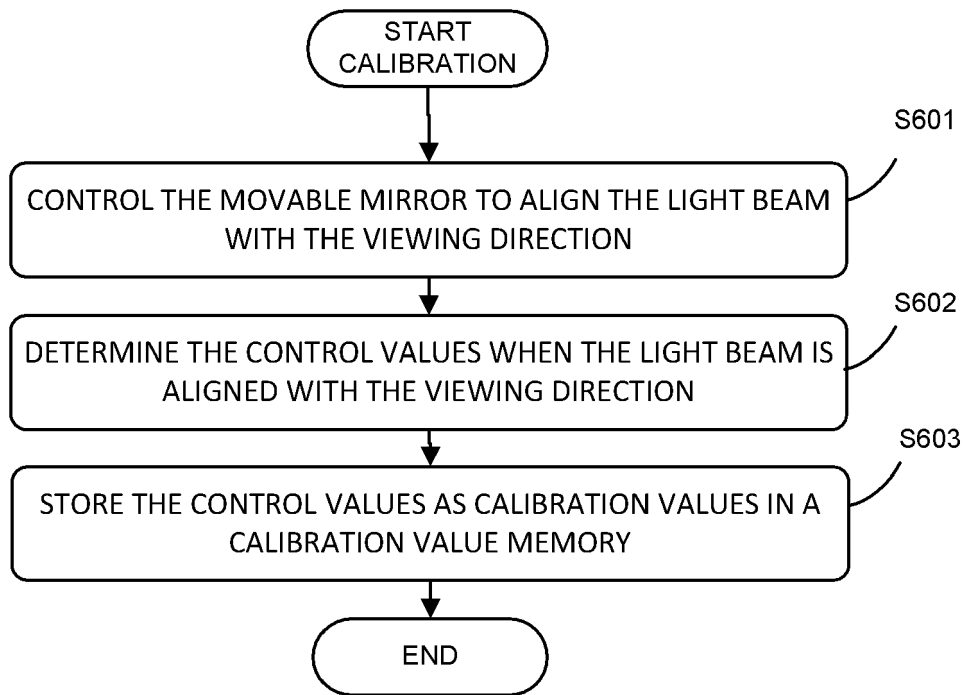 START
CALIBRATION
S601
CONTROL THE MOVABLE MIRROR TO ALIGN THE LIGHT BEAM
WITH THE VIEWING DIRECTION
S602
DETERMINE THE CONTROL VALUES WHEN THE LIGHT BEAM IS
ALIGNED WITH THE VIEWING DIRECTION
S603
STORE THE CONTROL VALUES AS CALIBRATION VALUES IN A
CALIBRATION VALUE MEMORY
END